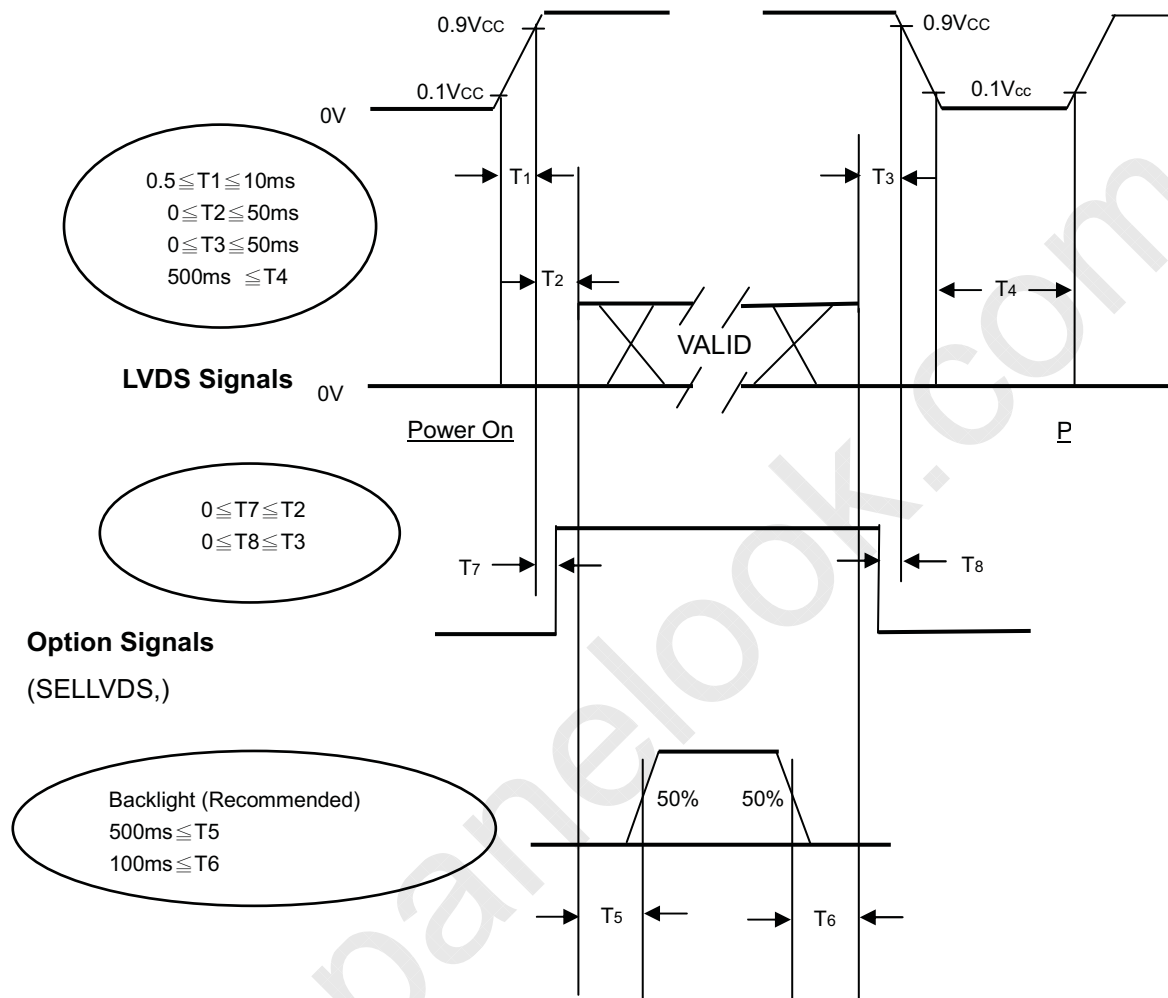 0.9VCC
0.9VCC
0.1VCC
0.1Vcc
0V
0.5≦T1≦10ms
0≦T2≦50ms
0≦T3≦50ms
500ms ≦T4
T1
T3
T2
T4
VALID
LVDS Signals
0V
Power On
P
0≦T7≦T2
0≦T8≦T3
T7
T8
Option Signals
(SELLVDS,)
Backlight (Recommended)
500ms≦T5
100ms≦T6
50%
50%
T5
T6
panelook.com